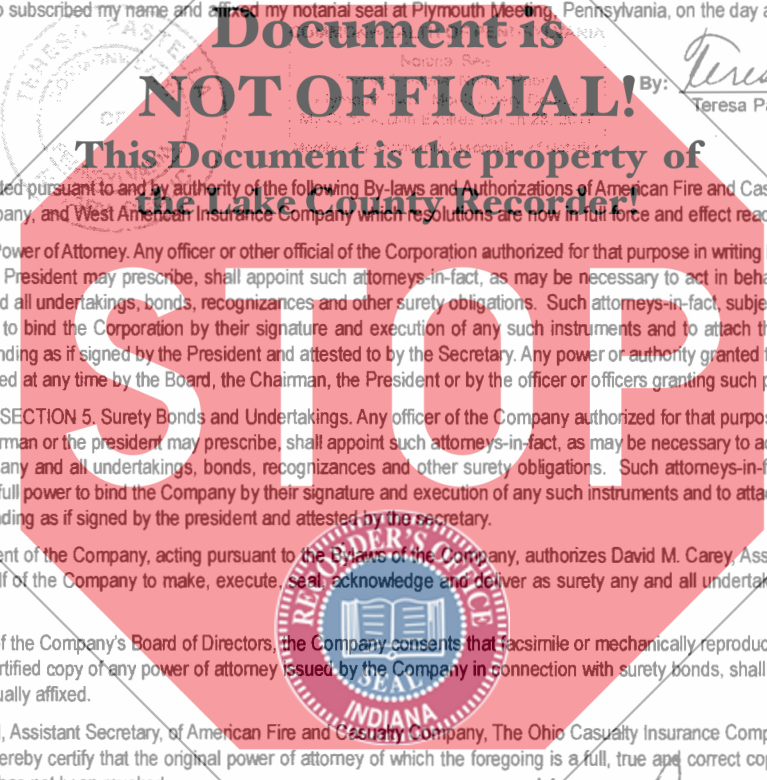 o subscribed my name and affixed my notarial seal at Plymouth Meeting, Pennsylvania, on the day a
Document is
NOT OFFICIAL!
By:
Teresa Pa
This Document is the property of
the Lake County Recorder!
ted pursuant to and by authority of the following By-laws and Authorizations of American Fire and Cas
pany, and West American Insurance Company which resolutions are now in full force and effect read
Power of Attorney. Any officer or other official of the Corporation authorized for that purpose in writing
President may prescribe, shall appoint such attorneys-in-fact, as may be necessary to act in beha
d all undertakings, bonds, recognizances and other surety obligations. Such attorneys-in-fact, subje
to bind the Corporation by their signature and execution of any such instruments and to attach th
nding as if signed by the President and attested to by the Secretary. Any power or authority granted
ed at any time by the Board, the Chairman, the President or by the officer or officers granting such p
STOP
SECTION 5. Surety Bonds and Undertakings. Any officer of the Company authorized for that purpos
rman or the president may prescribe, shall appoint such attorneys-in-fact, as may be necessary to a
any and all undertakings, bonds, recognizances and other surety obligations. Such attorneys-in-f
full power to bind the Company by their signature and execution of any such instruments and to atta
nding as if signed by the president and attested by the secretary.
ent of the Company, acting pursuant to the Bylaws of the Company, authorizes David M. Carey, Ass
lf of the Company to make, execute, seal, acknowledge and deliver as surety any and all undertak
RECORDER'S OFFICE
SEAL
INDIANA
of the Company's Board of Directors, the Company consents that facsimile or mechanically reproduc
rtified copy of any power of attorney issued by the Company in connection with surety bonds, shall
ually affixed.
, Assistant Secretary, of American Fire and Casualty Company, The Ohio Casualty Insurance Comp
ereby certify that the original power of attorney of which the foregoing is a full, true and correct cop